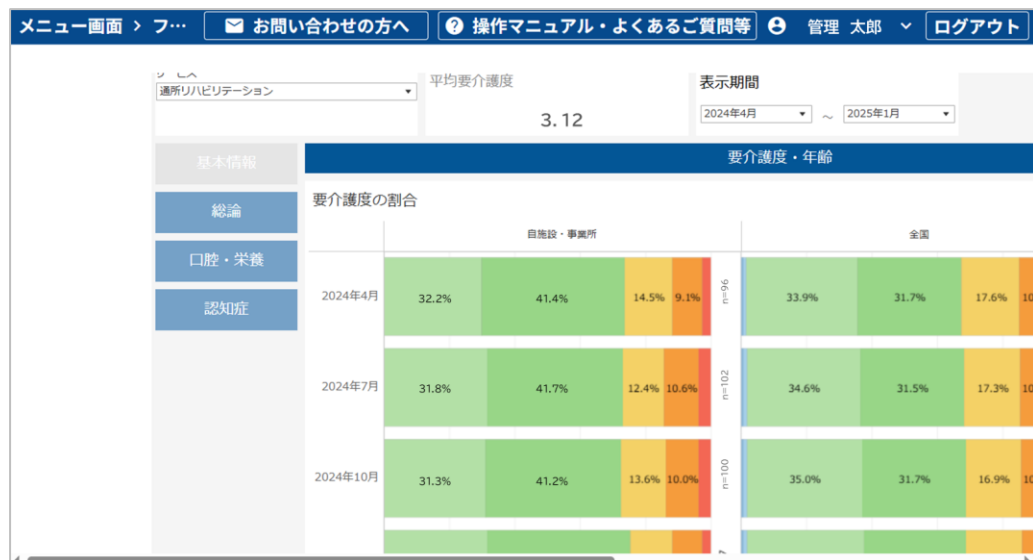 メニュー画面 > フ… お問い合わせの方へ 操作マニュアル・よくあるご質問等 管理 太郎 ログアウト
サービス
通所リハビリテーション
平均要介護度
3.12
表示期間
2024年4月 ～ 2025年1月
基本情報
総論
口腔・栄養
認知症
要介護度・年齢
要介護度の割合
自施設・事業所 全国
2024年4月 32.2% 41.4% 14.5% 9.1% n=96 33.9% 31.7% 17.6% 10
2024年7月 31.8% 41.7% 12.4% 10.6% n=102 34.6% 31.5% 17.3% 10
2024年10月 31.3% 41.2% 13.6% 10.0% n=100 35.0% 31.7% 16.9% 10